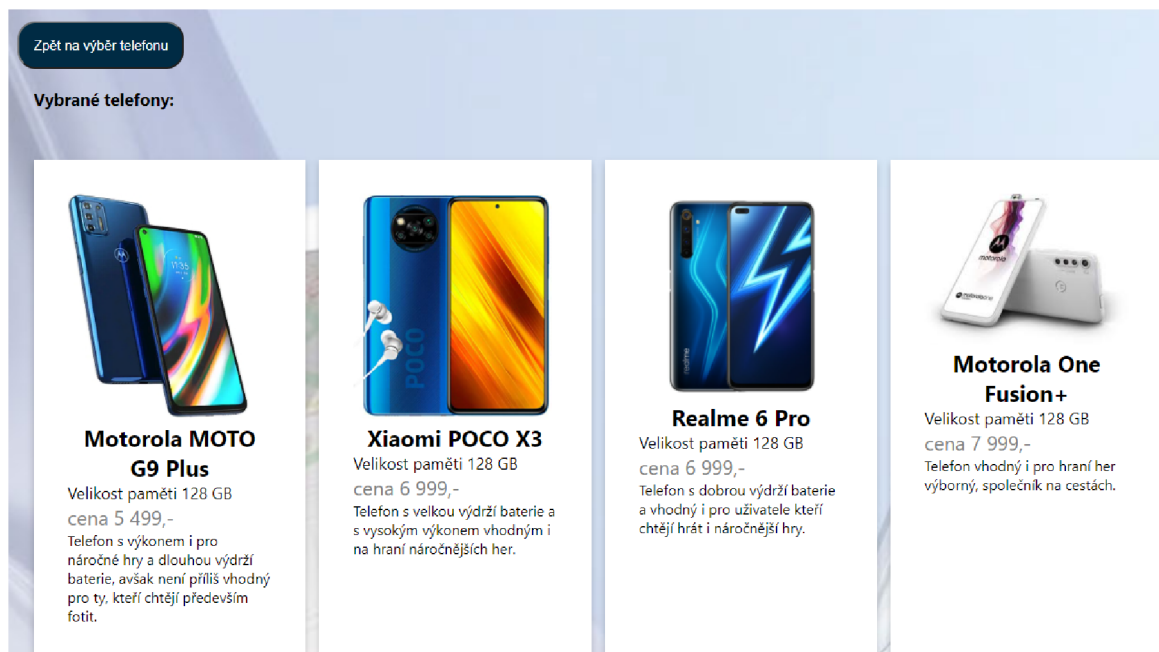 Zpět na výběr telefonu
Vybrané telefony:
Motorola MOTO
G9 Plus
Velikost paměti 128 GB
cena 5 499,-
Telefon s výkonem i pro
náročné hry a dlouhou výdrží
baterie, avšak není příliš vhodný
pro ty, kteří chtějí především
fotit.
POCO
Xiaomi POCO X3
Velikost paměti 128 GB
cena 6 999,-
Telefon s velkou výdrží baterie a
s vysokým výkonem vhodným i
na hraní náročnějších her.
realme
Realme 6 Pro
Velikost paměti 128 GB
cena 6 999,-
Telefon s dobrou výdrží baterie
a vhodný i pro uživatele kteří
chtějí hrát i náročnější hry.
motorola
motorola one
Motorola One
Fusion+
Velikost paměti 128 GB
cena 7 999,-
Telefon vhodný i pro hraní her
výborný, společník na cestách.